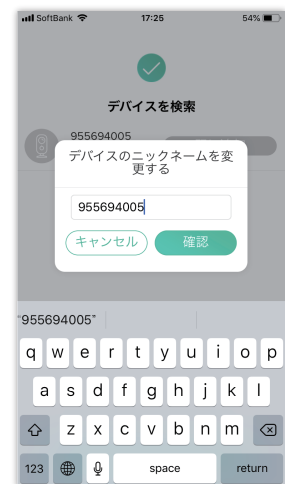 SoftBank 17:25 54%
デバイスを検索
955694005
デバイスのニックネームを変
更する
955694005
キャンセル 確認
“955694005”
q w e r t y u i o p
a s d f g h j k l
z x c v b n m
123 space return